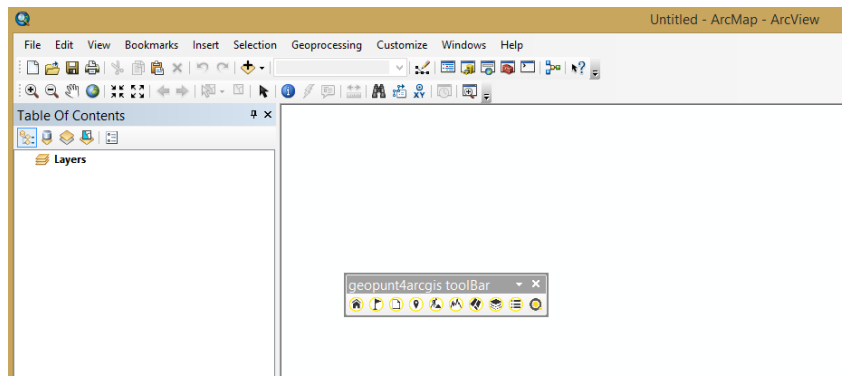 Untitled - ArcMap - ArcView
File Edit View Bookmarks Insert Selection Geoprocessing Customize Windows Help
Table Of Contents
Layers
geopunt4arcgis toolBar